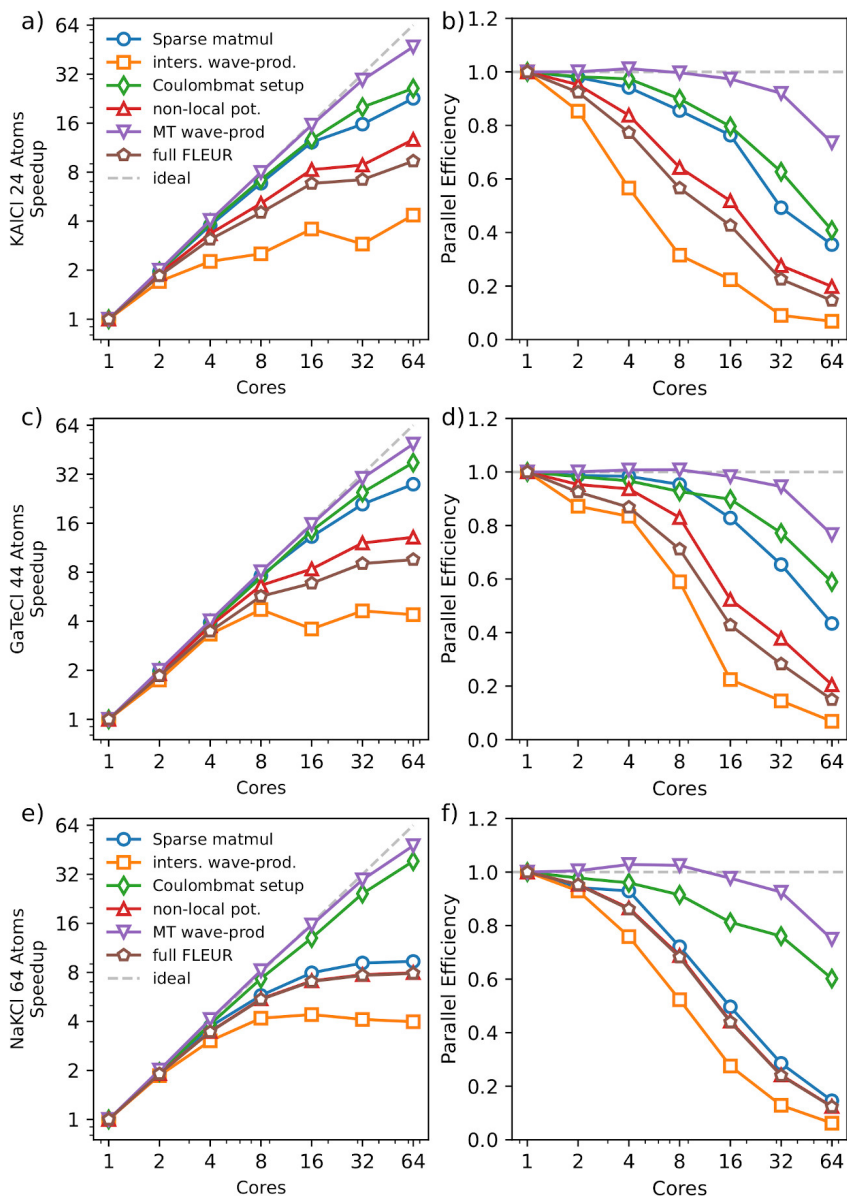 a)
64
32
16
8
4
2
1
KAlCl 24 Atoms
Speedup
Sparse matmul
inters. wave-prod.
Coulombmat setup
non-local pot.
MT wave-prod
full FLEUR
ideal
1 2 4 8 16 32 64
Cores
b)
1.2
1.0
0.8
0.6
0.4
0.2
0.0
Parallel Efficiency
1 2 4 8 16 32 64
Cores
c)
64
32
16
8
4
2
1
GaTeCl 44 Atoms
Speedup
1 2 4 8 16 32 64
Cores
d)
1.2
1.0
0.8
0.6
0.4
0.2
0.0
Parallel Efficiency
1 2 4 8 16 32 64
Cores
e)
64
32
16
8
4
2
1
NaKCl 64 Atoms
Speedup
Sparse matmul
inters. wave-prod.
Coulombmat setup
non-local pot.
MT wave-prod
full FLEUR
ideal
1 2 4 8 16 32 64
Cores
f)
1.2
1.0
0.8
0.6
0.4
0.2
0.0
Parallel Efficiency
1 2 4 8 16 32 64
Cores